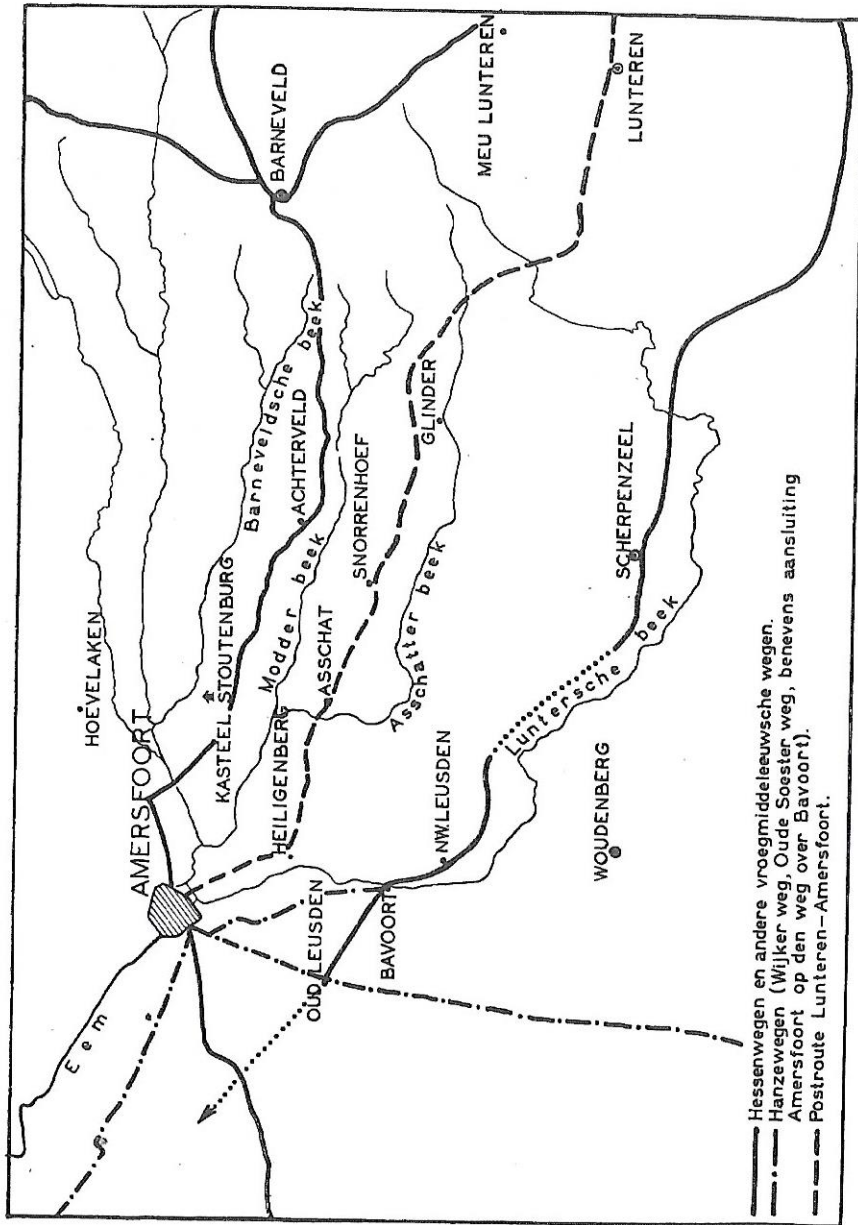 HOEVELAKEN
AMERSFOORT
Eem
KASTEEL STOUTENBURG
Barneveldsche beek
BARNEVELD
ACHTERVELD
Modder beek
HEILIGENBERG
ASSCHAT
SNORRENHOEF
Asschatter beek
GLINDER
MEU LUNTEREN
LUNTEREN
OUD LEUSDEN
BAVOORT
NW. LEUSDEN
Luntersche beek
SCHERPENZEEL
WOUDENBERG
Hessenwegen en andere vroegmiddeleeuwsche wegen.
Hanzewegen (Wijker weg, Oude Soester weg, benevens aansluiting
Amersfoort op den weg over Bavoort).
Postroute Lunteren-Amersfoort.